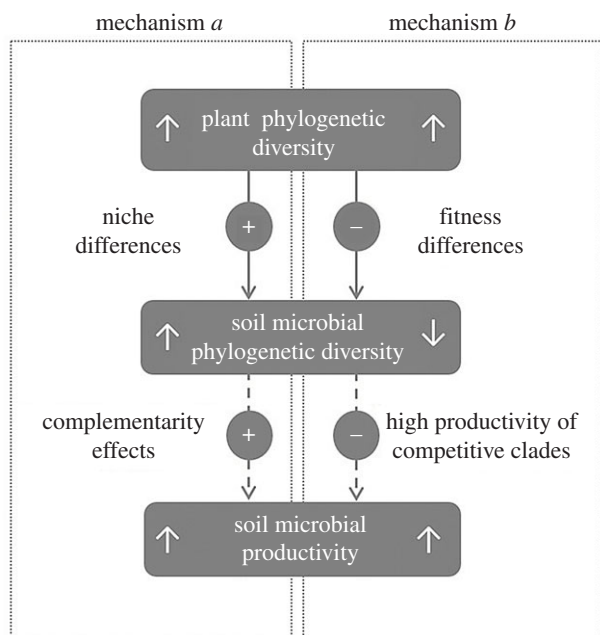 mechanism a
mechanism b
↑ plant phylogenetic ↑
diversity
niche
differences
+
−
fitness
differences
↑ soil microbial ↓
phylogenetic diversity
complementarity
effects
+
−
high productivity of
competitive clades
↑ soil microbial ↑
productivity